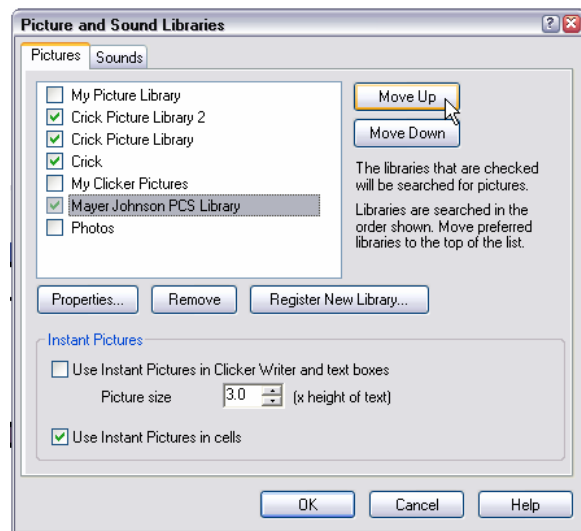 Picture and Sound Libraries
Pictures
Sounds
My Picture Library
Crick Picture Library 2
Crick Picture Library
Crick
My Clicker Pictures
Mayer Johnson PCS Library
Photos
Move Up
Move Down
The libraries that are checked
will be searched for pictures.
Libraries are searched in the
order shown. Move preferred
libraries to the top of the list.
Properties...
Remove
Register New Library...
Instant Pictures
Use Instant Pictures in Clicker Writer and text boxes
Picture size 3.0 (x height of text)
Use Instant Pictures in cells
OK
Cancel
Help